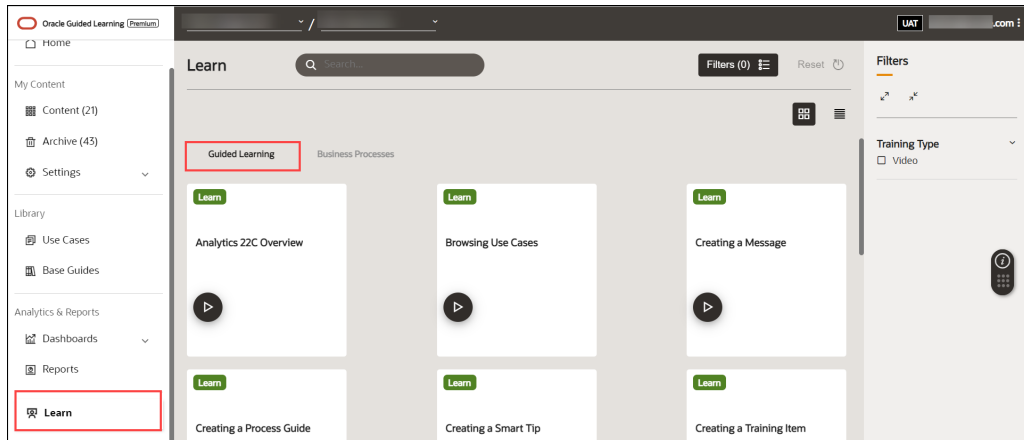 Oracle Guided Learning Premium
/
UAT
.com
Home
My Content
Content (21)
Archive (43)
Settings
Library
Use Cases
Base Guides
Analytics & Reports
Dashboards
Reports
Learn
Learn
Search...
Filters (0)
Reset
Guided Learning
Business Processes
Learn
Learn
Learn
Analytics 22C Overview
Browsing Use Cases
Creating a Message
Learn
Learn
Learn
Creating a Process Guide
Creating a Smart Tip
Creating a Training Item
Filters
Training Type
Video